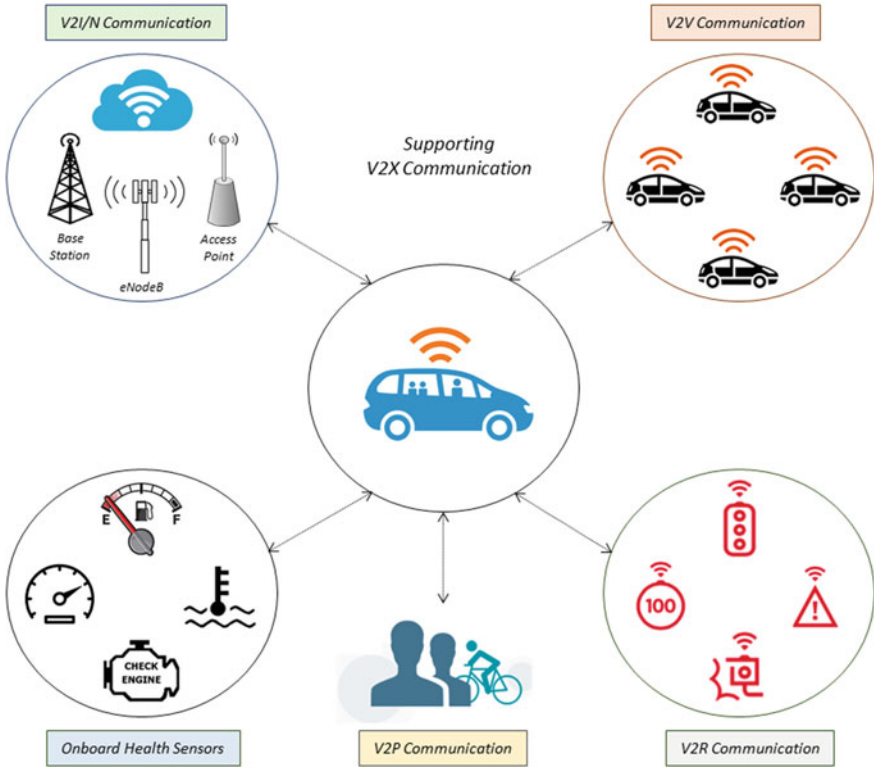 V2I/N Communication
V2V Communication
Supporting
V2X Communication
Base
Station
eNodeB
Access
Point
E
F
CHECK
ENGINE
100
!
Onboard Health Sensors
V2P Communication
V2R Communication